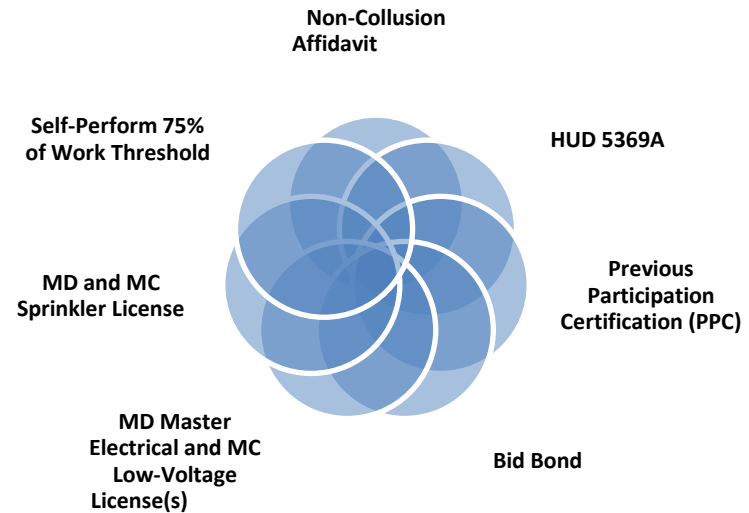 Non-Collusion
Affidavit
HUD 5369A
Previous
Participation
Certification (PPC)
Bid Bond
MD Master
Electrical and MC
Low-Voltage
License(s)
MD and MC
Sprinkler License
Self-Perform 75%
of Work Threshold